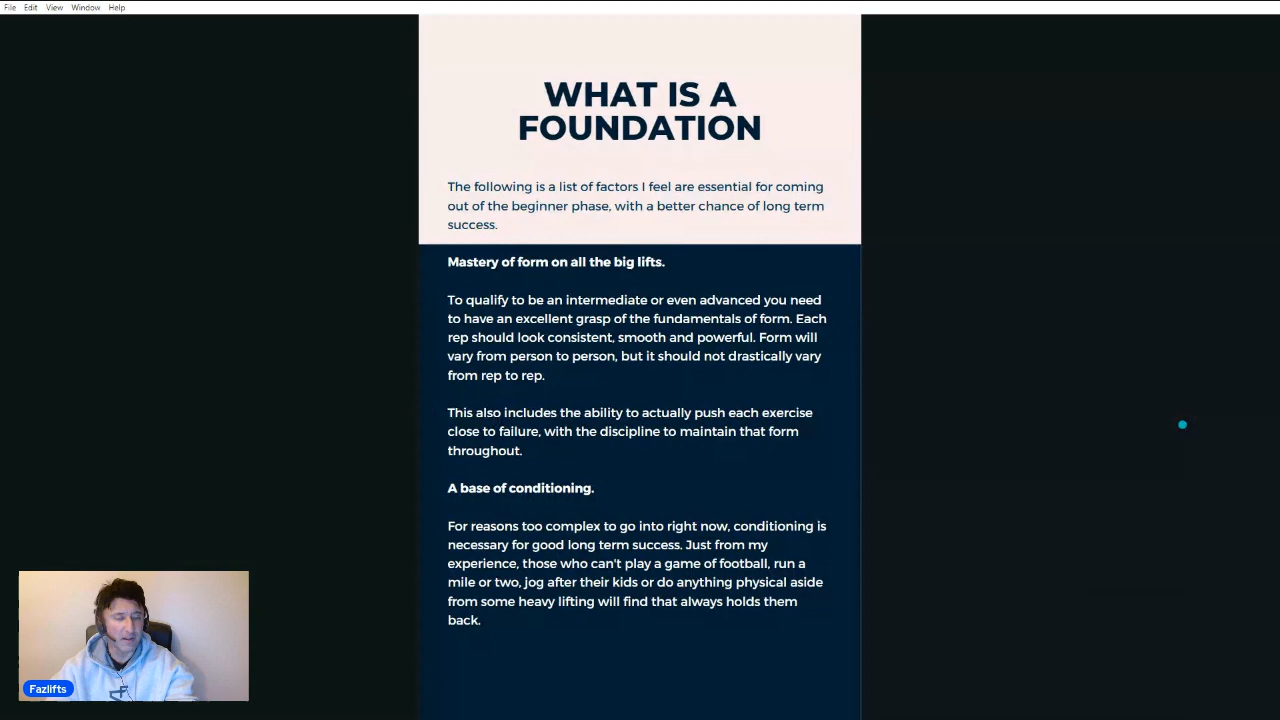 File Edit View Window Help
WHAT IS A
FOUNDATION
The following is a list of factors I feel are essential for coming
out of the beginner phase, with a better chance of long term
success.
Mastery of form on all the big lifts.
To qualify to be an intermediate or even advanced you need
to have an excellent grasp of the fundamentals of form. Each
rep should look consistent, smooth and powerful. Form will
vary from person to person, but it should not drastically vary
from rep to rep.
This also includes the ability to actually push each exercise
close to failure, with the discipline to maintain that form
throughout.
A base of conditioning.
For reasons too complex to go into right now, conditioning is
necessary for good long term success. Just from my
experience, those who can't play a game of football, run a
mile or two, jog after their kids or do anything physical aside
from some heavy lifting will find that always holds them
back.
Fazlifts